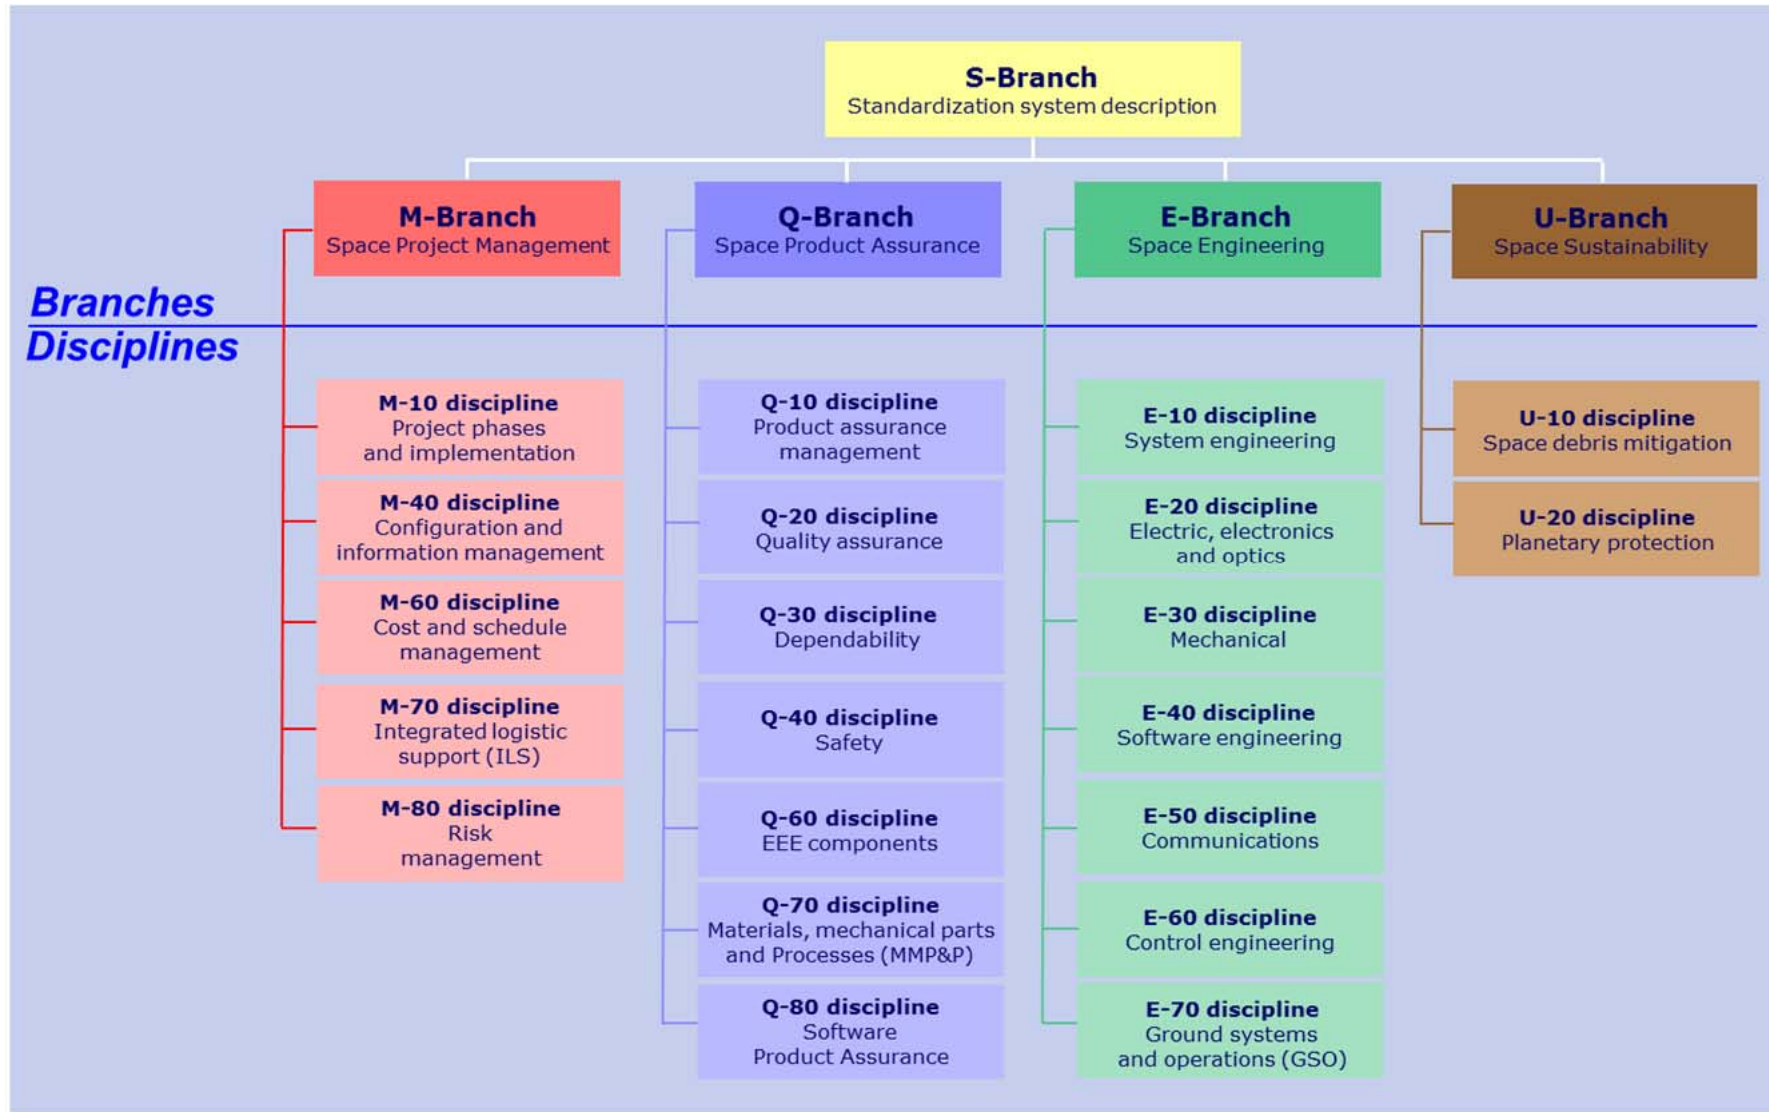 S-Branch
Standardization system description
M-Branch
Space Project Management
Q-Branch
Space Product Assurance
E-Branch
Space Engineering
U-Branch
Space Sustainability
Branches
Disciplines
M-10 discipline
Project phases
and implementation
M-40 discipline
Configuration and
information management
M-60 discipline
Cost and schedule
management
M-70 discipline
Integrated logistic
support (ILS)
M-80 discipline
Risk
management
Q-10 discipline
Product assurance
management
Q-20 discipline
Quality assurance
Q-30 discipline
Dependability
Q-40 discipline
Safety
Q-60 discipline
EEE components
Q-70 discipline
Materials, mechanical parts
and Processes (MMP&P)
Q-80 discipline
Software
Product Assurance
E-10 discipline
System engineering
E-20 discipline
Electric, electronics
and optics
E-30 discipline
Mechanical
E-40 discipline
Software engineering
E-50 discipline
Communications
E-60 discipline
Control engineering
E-70 discipline
Ground systems
and operations (GSO)
U-10 discipline
Space debris mitigation
U-20 discipline
Planetary protection